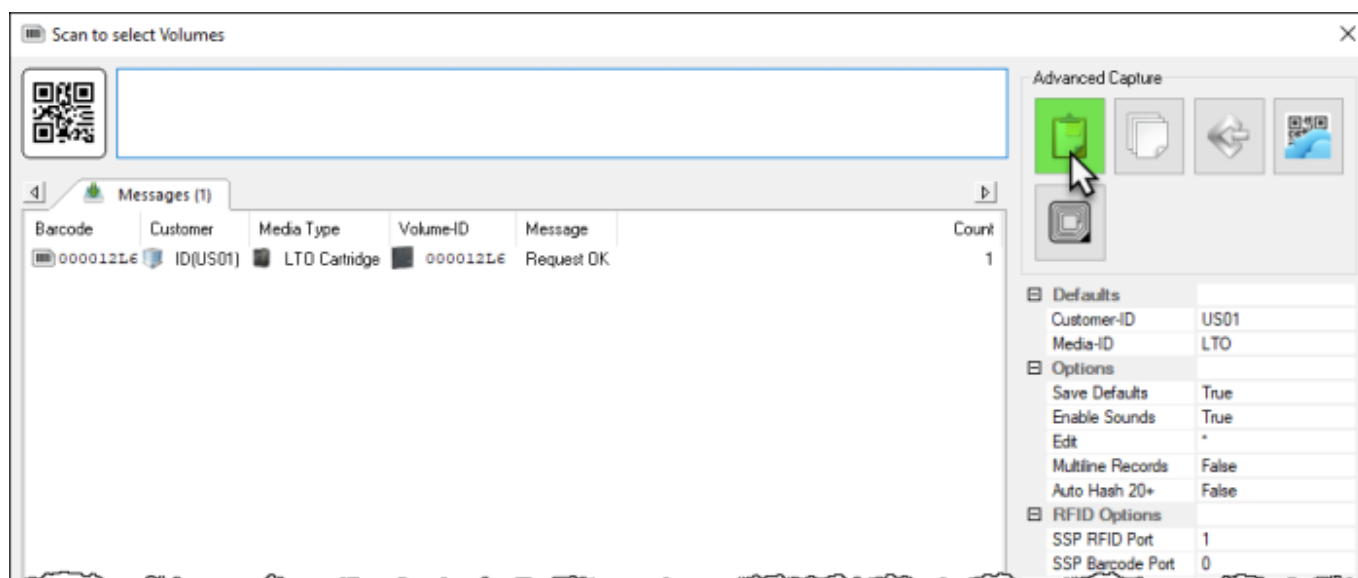 Scan to select Volumes
Advanced Capture
Messages (1)
Barcode Customer Media Type Volume-ID Message Count
000012L6 ID(US01) LTO Cartridge 000012L6 Request OK 1
Defaults
Customer-ID US01
Media-ID LTO
Options
Save Defaults True
Enable Sounds True
Edit *
Multiline Records False
Auto Hash 20+ False
RFID Options
SSP RFID Port 1
SSP Barcode Port 0